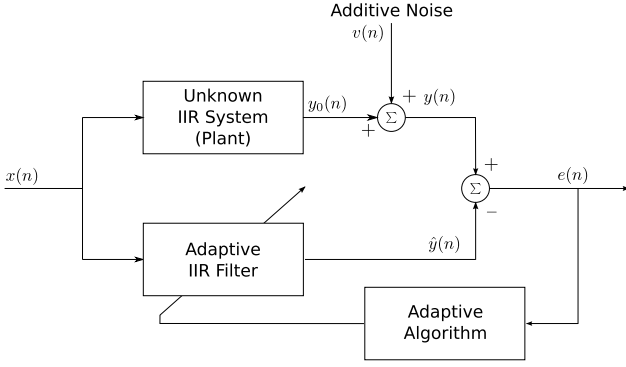 Additive Noise
v(n)
Unknown
IIR System
(Plant)
y₀(n)
+ y(n)
Σ
+
x(n)
+
Σ
e(n)
−
Adaptive
IIR Filter
ŷ(n)
Adaptive
Algorithm